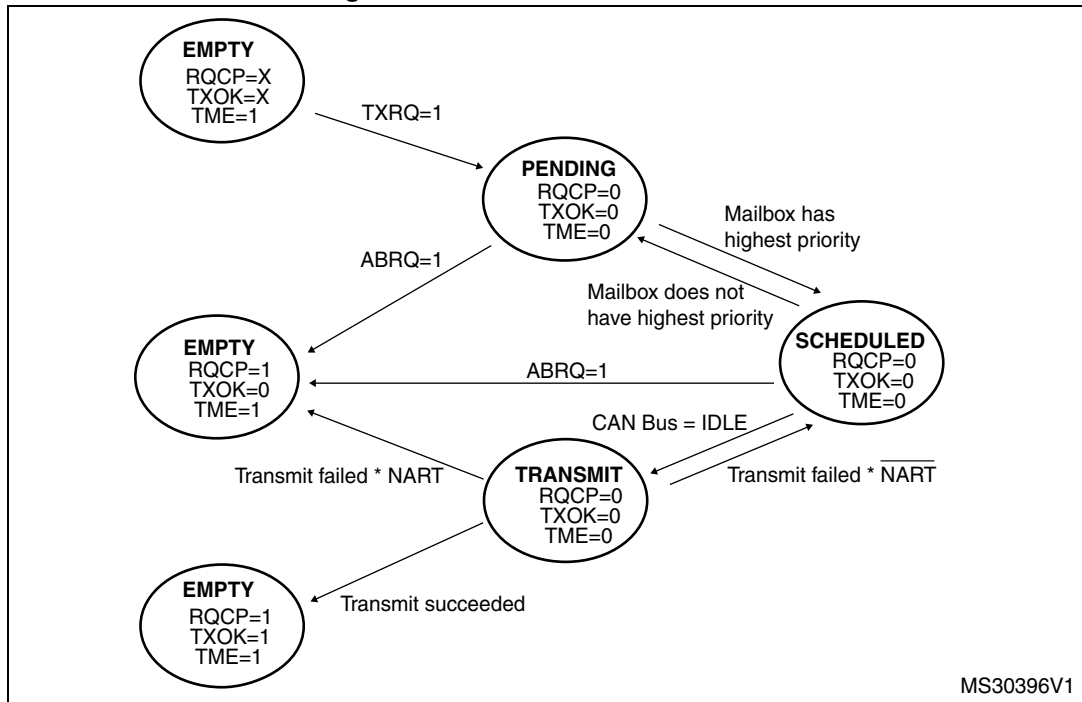 EMPTY
RQCP=X
TXOK=X
TME=1
TXRQ=1
PENDING
RQCP=0
TXOK=0
TME=0
Mailbox has
highest priority
ABRQ=1
Mailbox does not
have highest priority
EMPTY
RQCP=1
TXOK=0
TME=1
SCHEDULED
RQCP=0
TXOK=0
TME=0
ABRQ=1
CAN Bus = IDLE
Transmit failed * NART
TRANSMIT
RQCP=0
TXOK=0
TME=0
Transmit failed * N̅A̅R̅T̅
EMPTY
RQCP=1
TXOK=1
TME=1
Transmit succeeded
MS30396V1